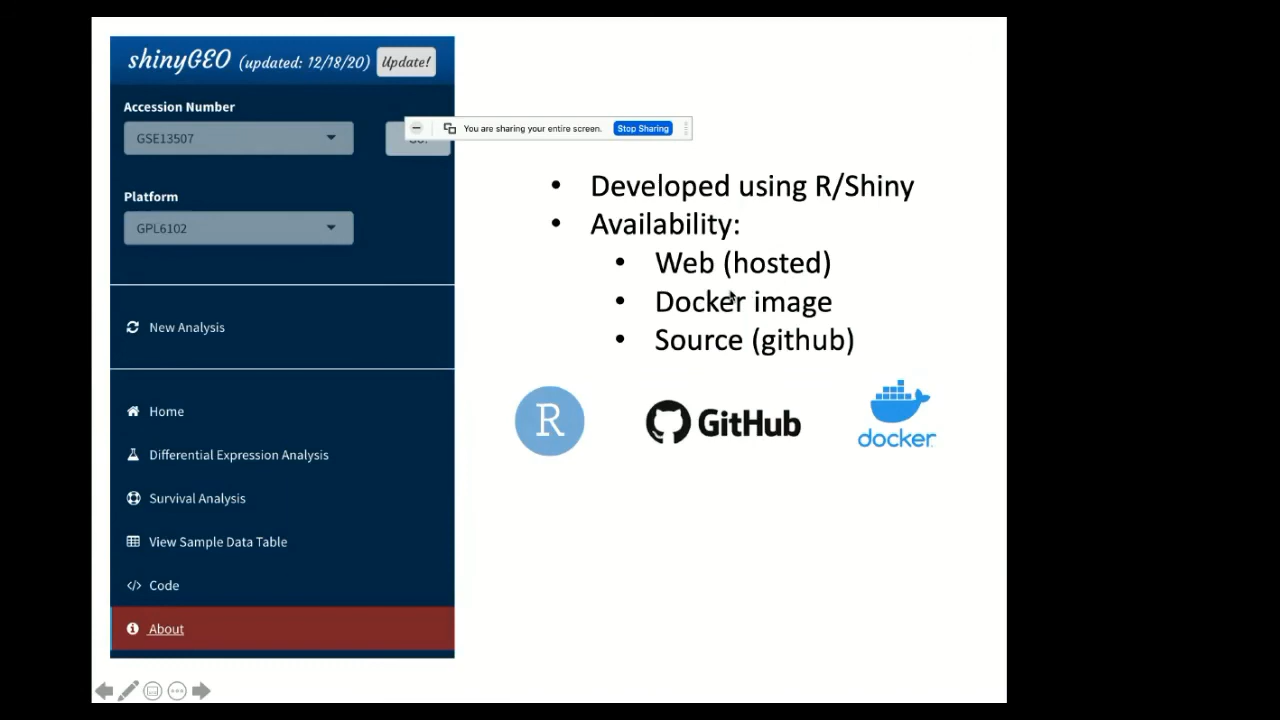 shinyGEO (updated: 12/18/20) Update!
Accession Number
GSE13507
You are sharing your entire screen. Stop Sharing
Platform
GPL6102
• Developed using R/Shiny
• Availability:
• Web (hosted)
• Docker image
• Source (github)
New Analysis
R GitHub docker
Home
Differential Expression Analysis
Survival Analysis
View Sample Data Table
</> Code
About